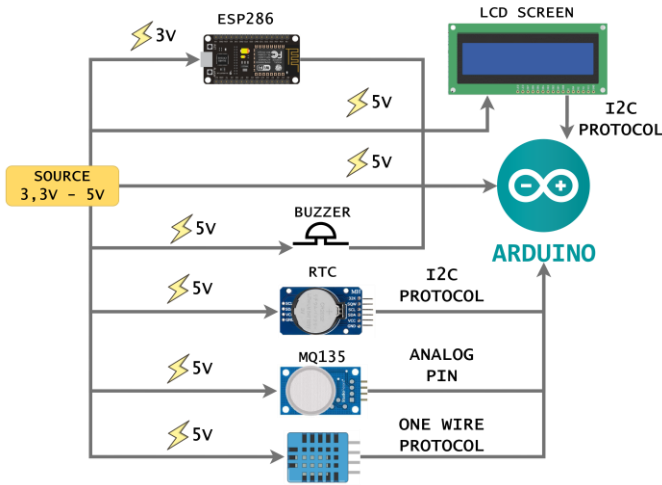 ESP286
LCD SCREEN
3V
5V
I2C
PROTOCOL
5V
SOURCE
3,3V – 5V
5V
BUZZER
ARDUINO
RTC
I2C
PROTOCOL
5V
MQ135
ANALOG
PIN
5V
ONE WIRE
PROTOCOL
5V